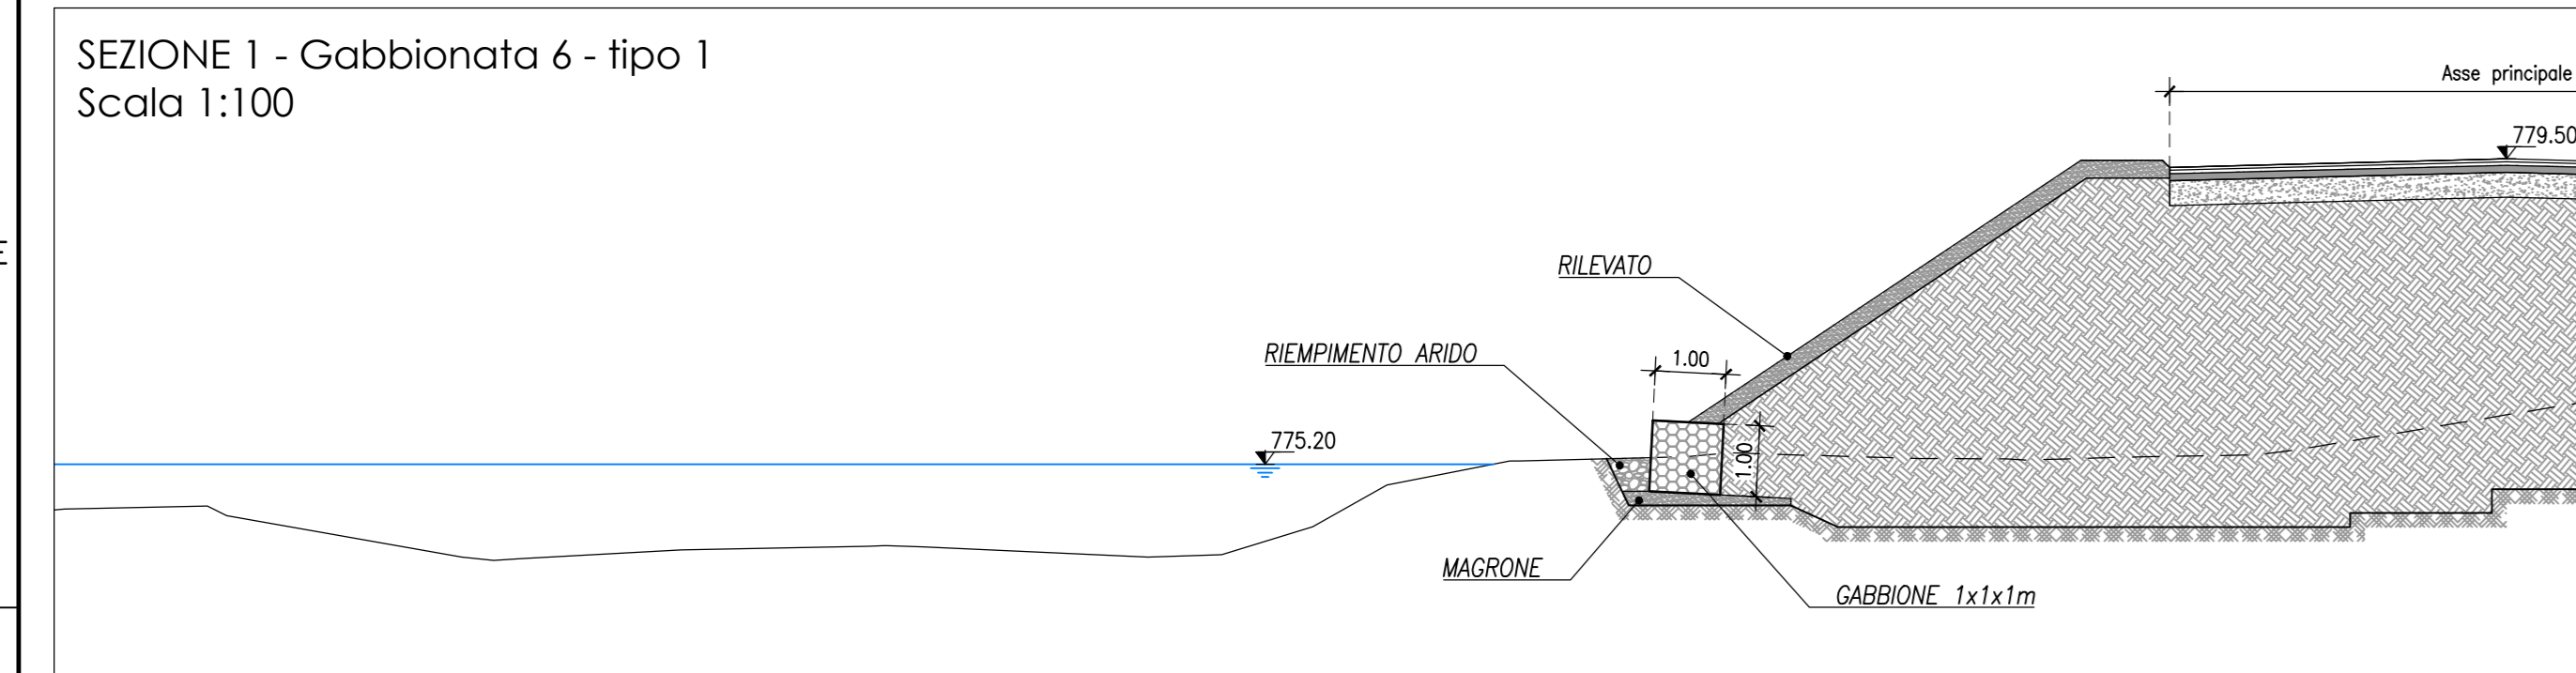 SEZIONE 1 - Gabbionata 6 - tipo 1
Scala 1:100
Asse principale
779.50
E
RILEVATO
RIEMPIMENTO ARIDO
1.00
775.20
1.00
MAGRONE
GABBIONE 1x1x1m